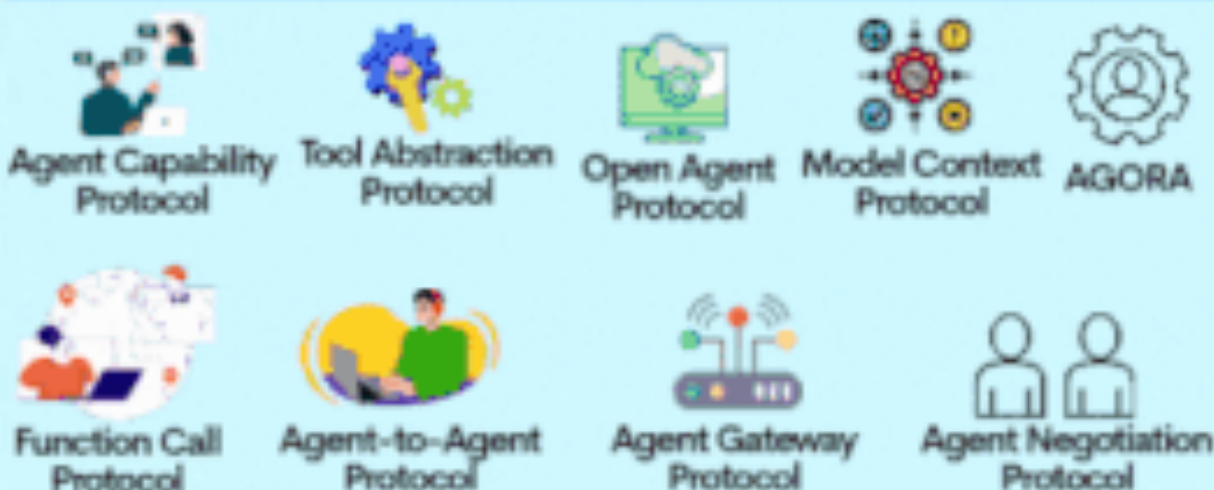 Agent Capability
Protocol
Tool Abstraction
Protocol
Open Agent
Protocol
Model Context
Protocol
AGORA
Function Call
Protocol
Agent-to-Agent
Protocol
Agent Gateway
Protocol
Agent Negotiation
Protocol